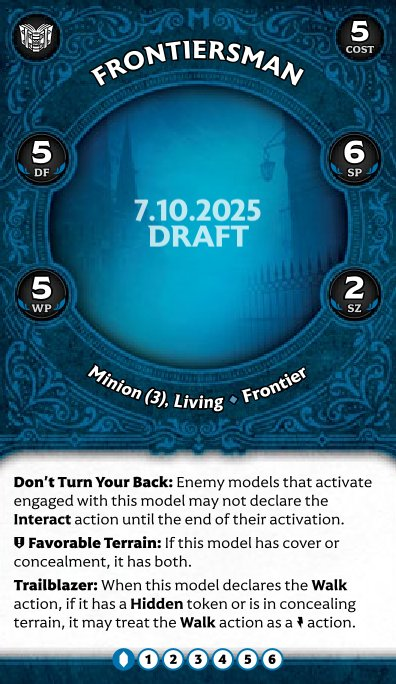 5
COST
FRONTIERSMAN
5
DF
6
SP
7.10.2025
DRAFT
5
WP
2
SZ
Minion (3), Living ◆ Frontier
Don't Turn Your Back: Enemy models that activate
engaged with this model may not declare the
Interact action until the end of their activation.
Favorable Terrain: If this model has cover or
concealment, it has both.
Trailblazer: When this model declares the Walk
action, if it has a Hidden token or is in concealing
terrain, it may treat the Walk action as a action.
1 2 3 4 5 6